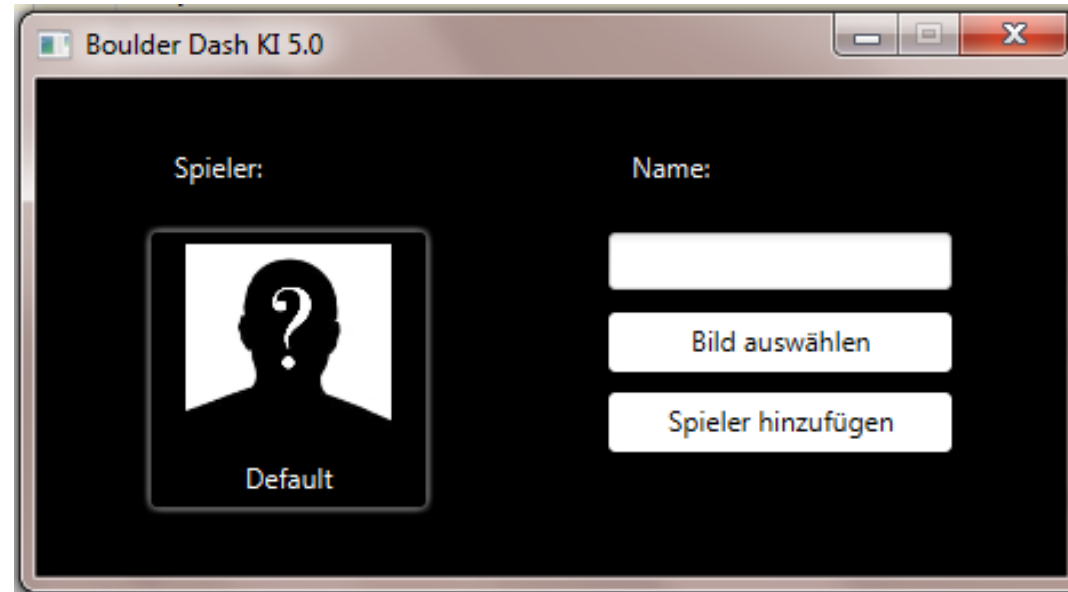 Boulder Dash KI 5.0
Spieler:
Name:
?
Default
Bild auswählen
Spieler hinzufügen